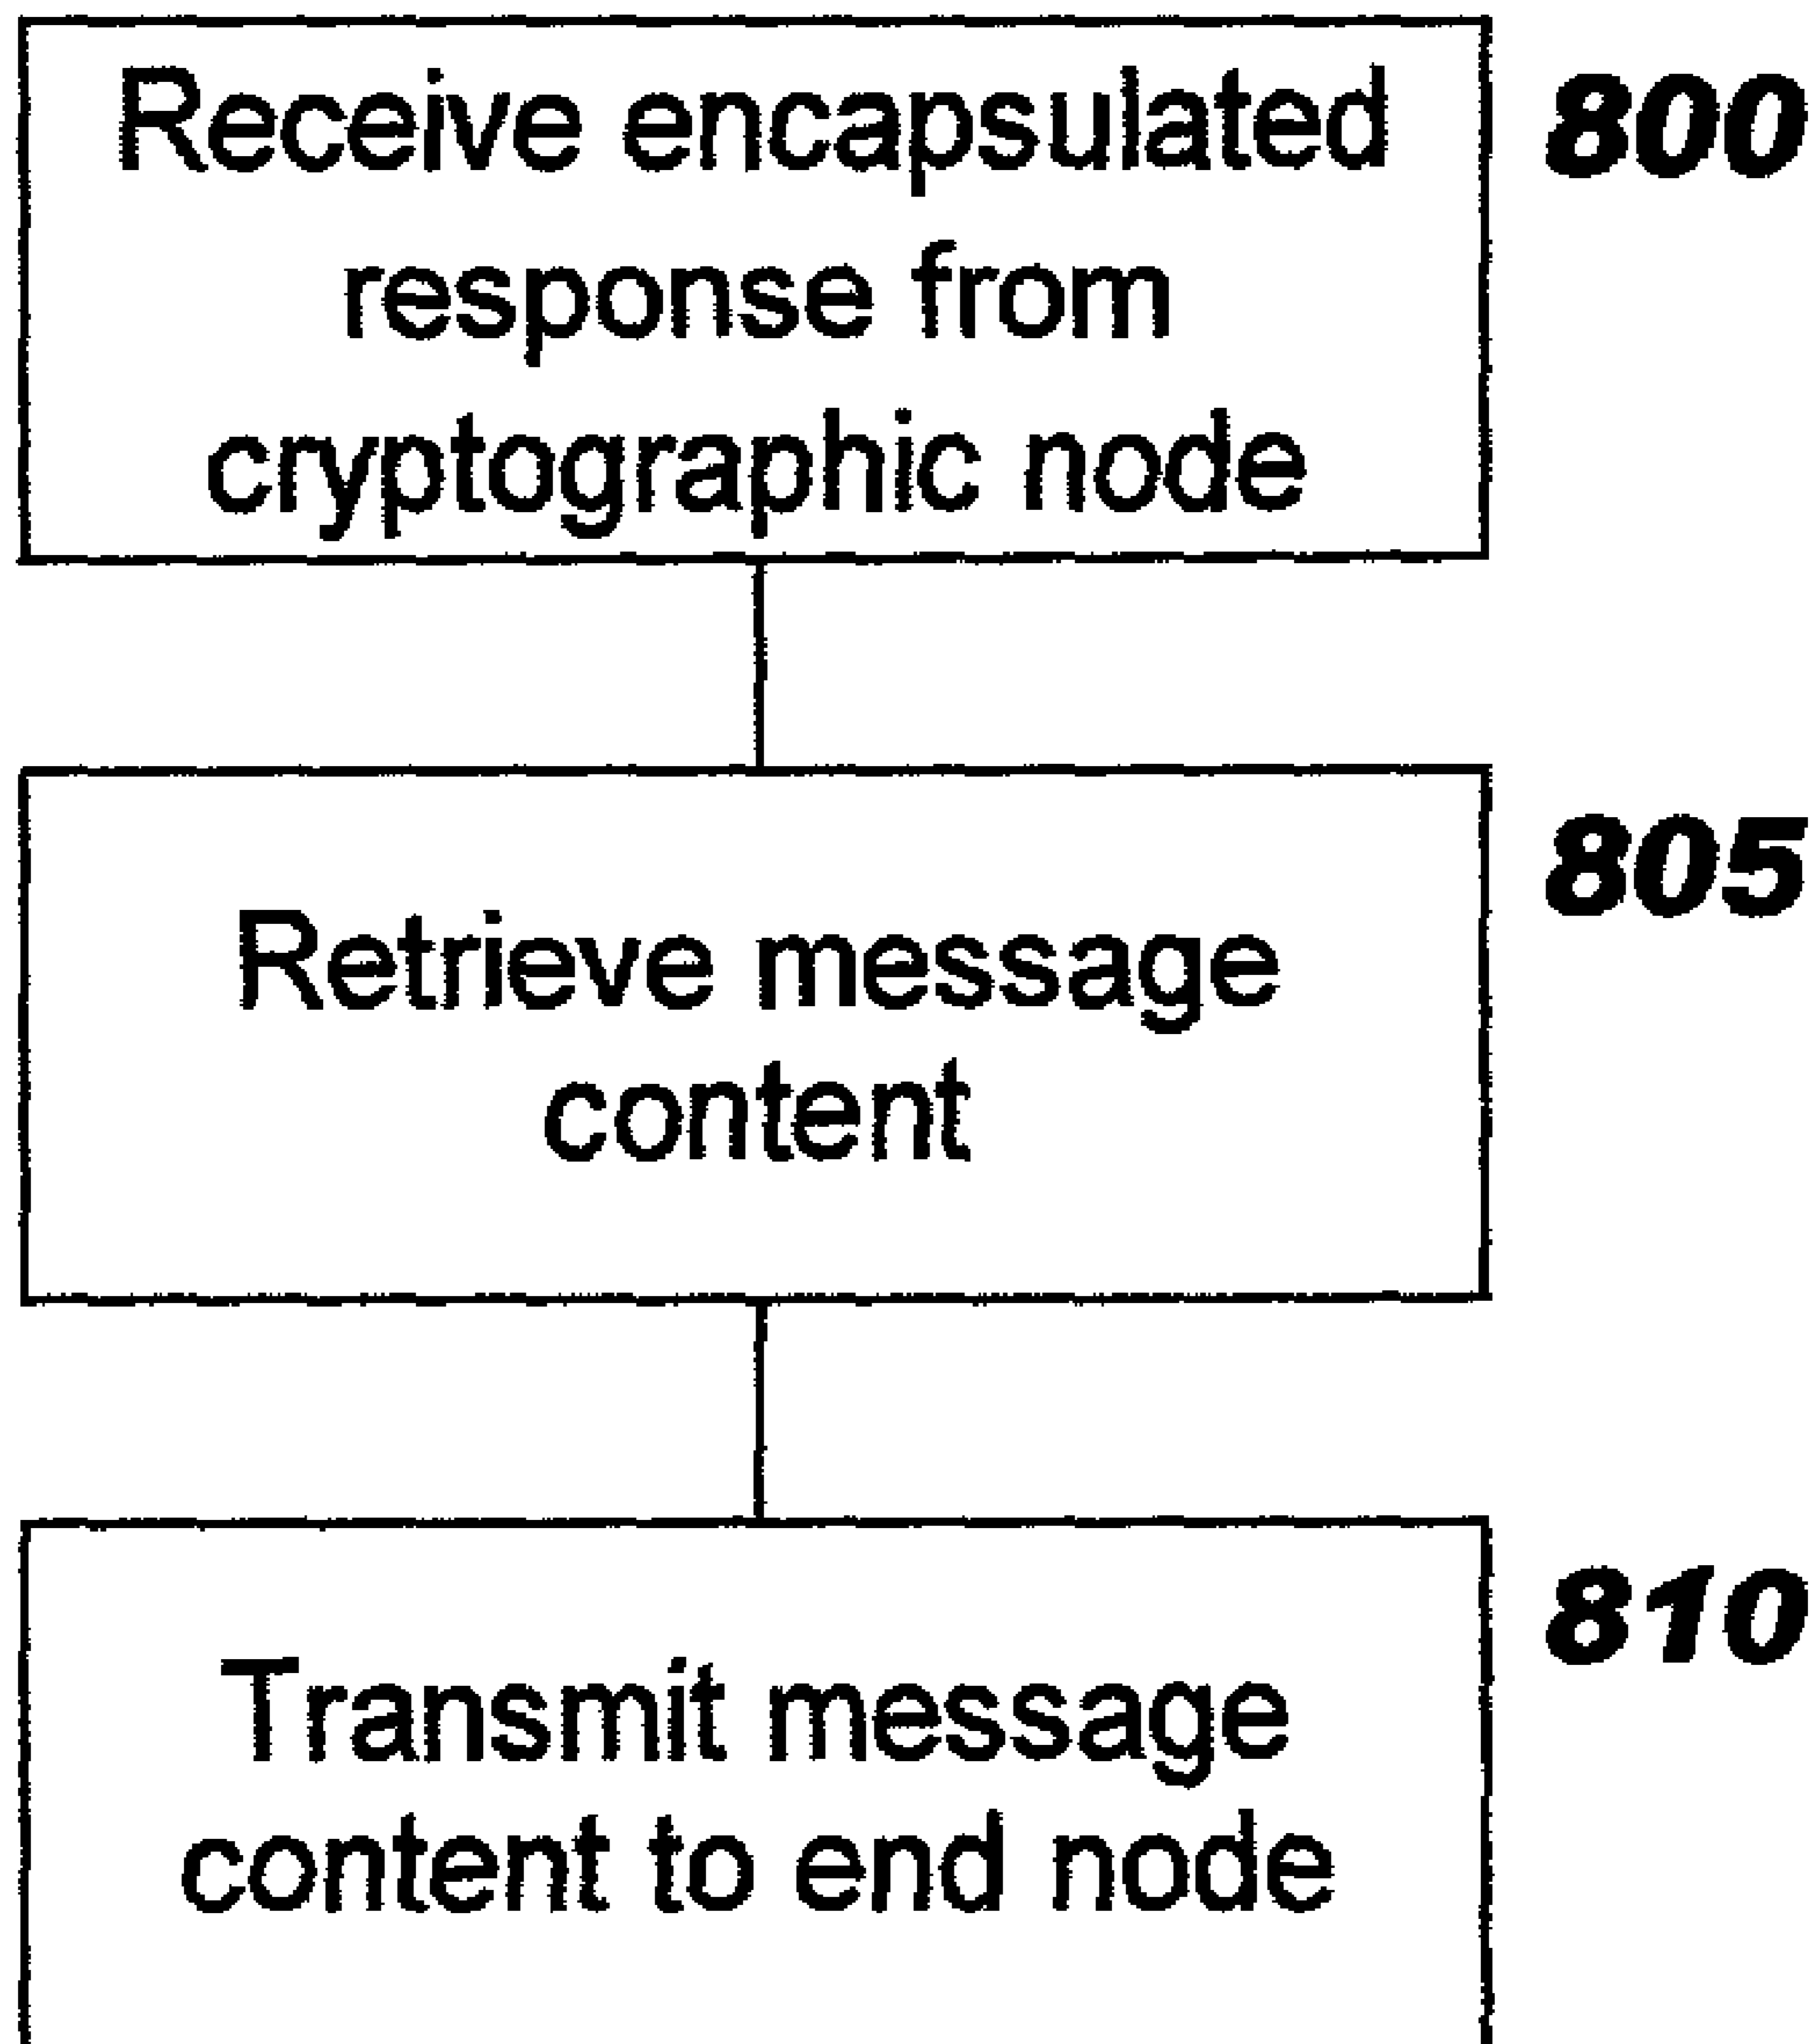 Receive encapsulated
800
response from
cryptographic node
805
Retrieve message
content
810
Transmit message
content to end node